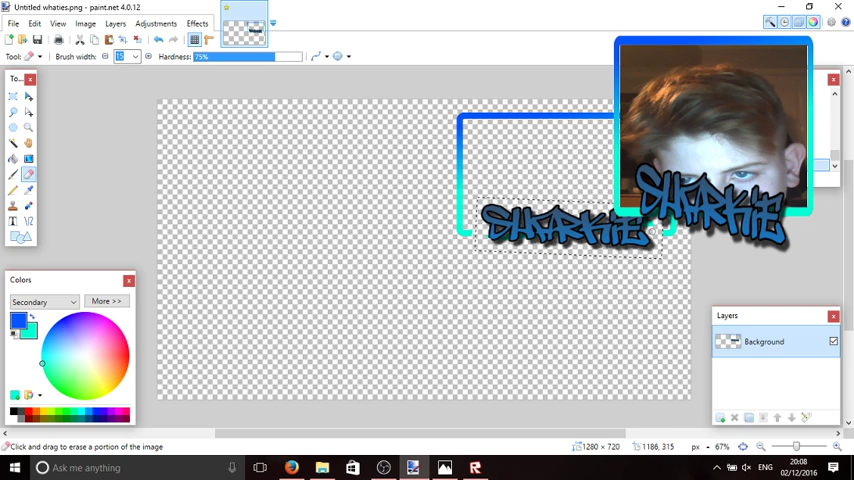 Untitled whaties.png - paint.net 4.0.12
File Edit View Image Layers Adjustments Effects
Tool: Brush width: 15 Hardness: 75%
To...
SHARKIE
SHARKIE
Colors
Secondary More >>
Layers
Background
Click and drag to erase a portion of the image 1280 × 720 1186, 315 px 67%
Ask me anything ENG 20:08
02/12/2016